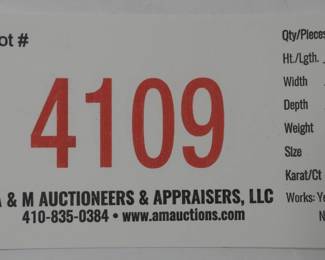 ot #
4109
A & M AUCTIONEERS & APPRAISERS, LLC
410-835-0384 • www.amauctions.com
Qty/Pieces
Ht./Lgth.
Width
Depth
Weight
Size
Karat/Ct
Works: Ye
N